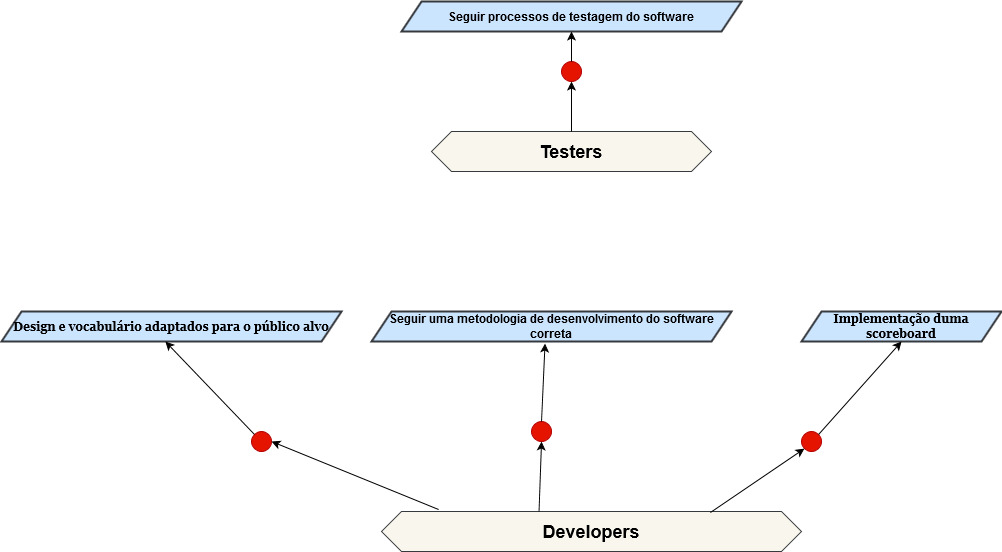 Seguir processos de testagem do software
Testers
Design e vocabulário adaptados para o público alvo
Seguir uma metodologia de desenvolvimento do software
correta
Implementação duma
scoreboard
Developers